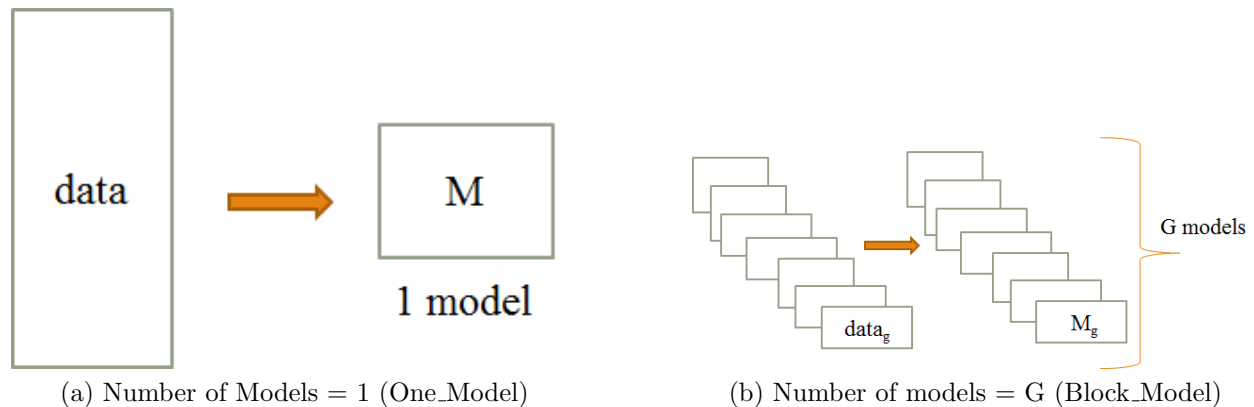 data
M
1 model
(a) Number of Models = 1 (One_Model)
data_g
M_g
G models
(b) Number of models = G (Block_Model)